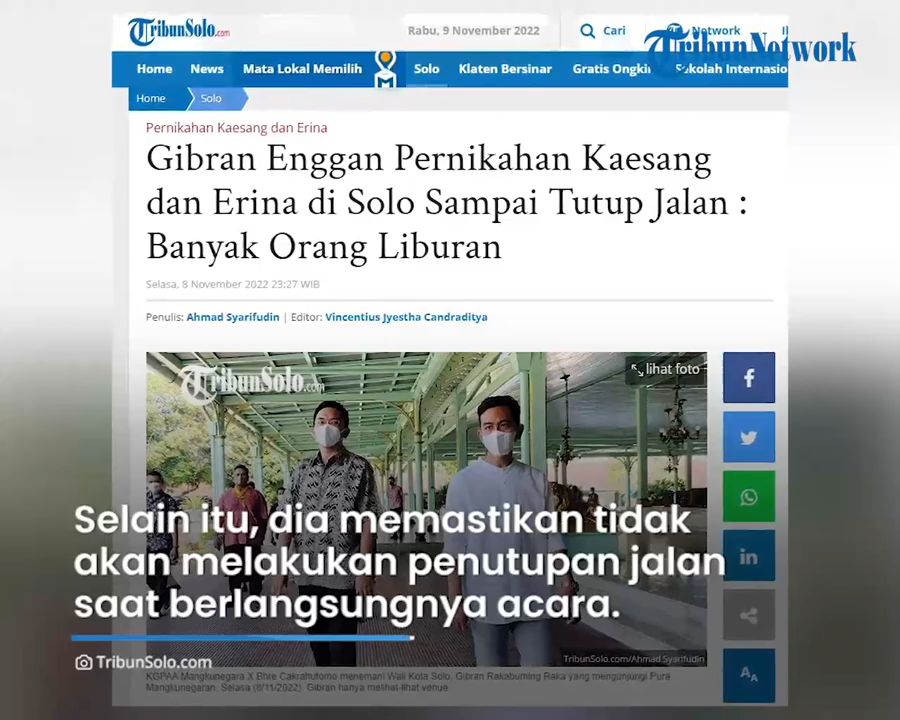 TribunSolo.com
Rabu, 9 November 2022
Cari
Network
TribunNetwork
Home
News
Mata Lokal Memilih
Solo
Klaten Bersinar
Gratis Ongkir
Sekolah Internasio
Home
Solo
Pernikahan Kaesang dan Erina
Gibran Enggan Pernikahan Kaesang
dan Erina di Solo Sampai Tutup Jalan :
Banyak Orang Liburan
Selasa, 8 November 2022 23:27 WIB
Penulis: Ahmad Syarifudin | Editor: Vincentius Jyestha Candraditya
TribunSolo.com
lihat foto
Selain itu, dia memastikan tidak
akan melakukan penutupan jalan
saat berlangsungnya acara.
TribunSolo.com
TribunSolo.com/Ahmad Syarifudin
KGPAA Mangkunegara X Bhre Cakrahutomo menemani Wali Kota Solo, Gibran Rakabuming Raka yang mengunjungi Pura
Mangkunegaran, Selasa (8/11/2022). Gibran hanya melihat-lihat venue